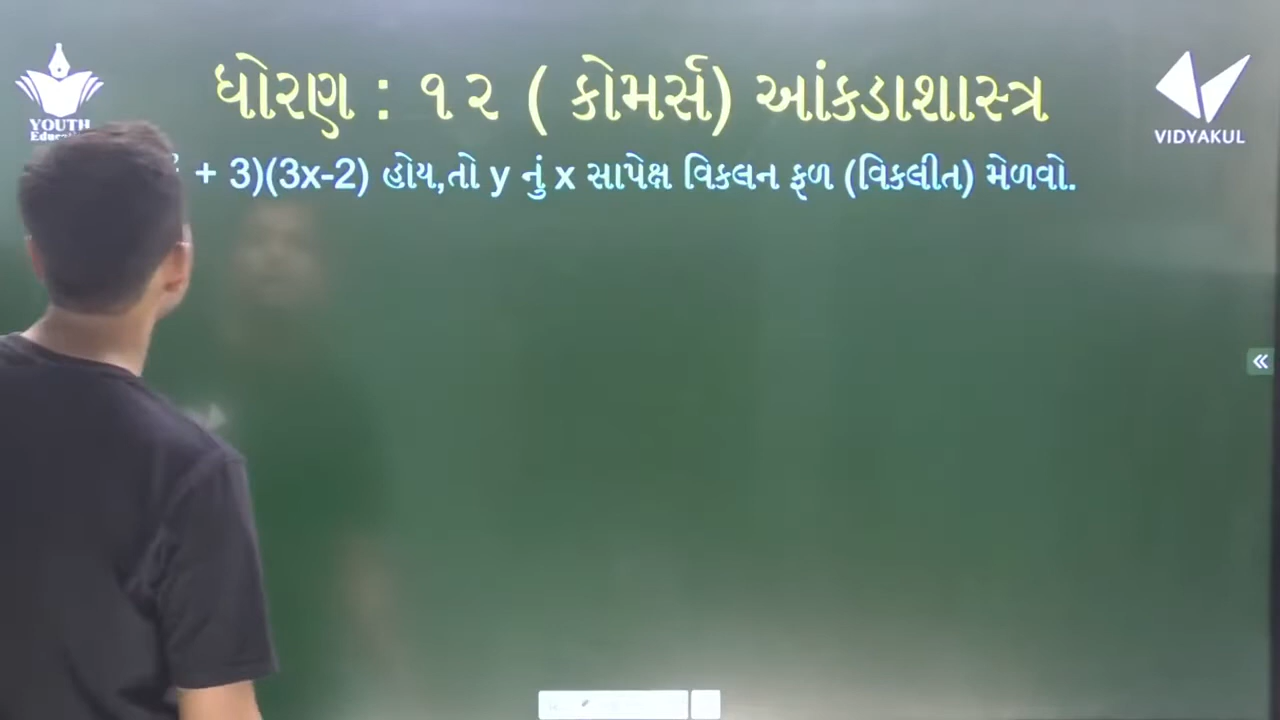 YOUTH
ધોરણ : ૧૨ ( કોમર્સ) આંકડાશાસ્ત્ર
VIDYAKUL
+ 3)(3x-2) હોય,તો y નું x સાપેક્ષ વિકલન ફળ (વિકલીત) મેળવો.